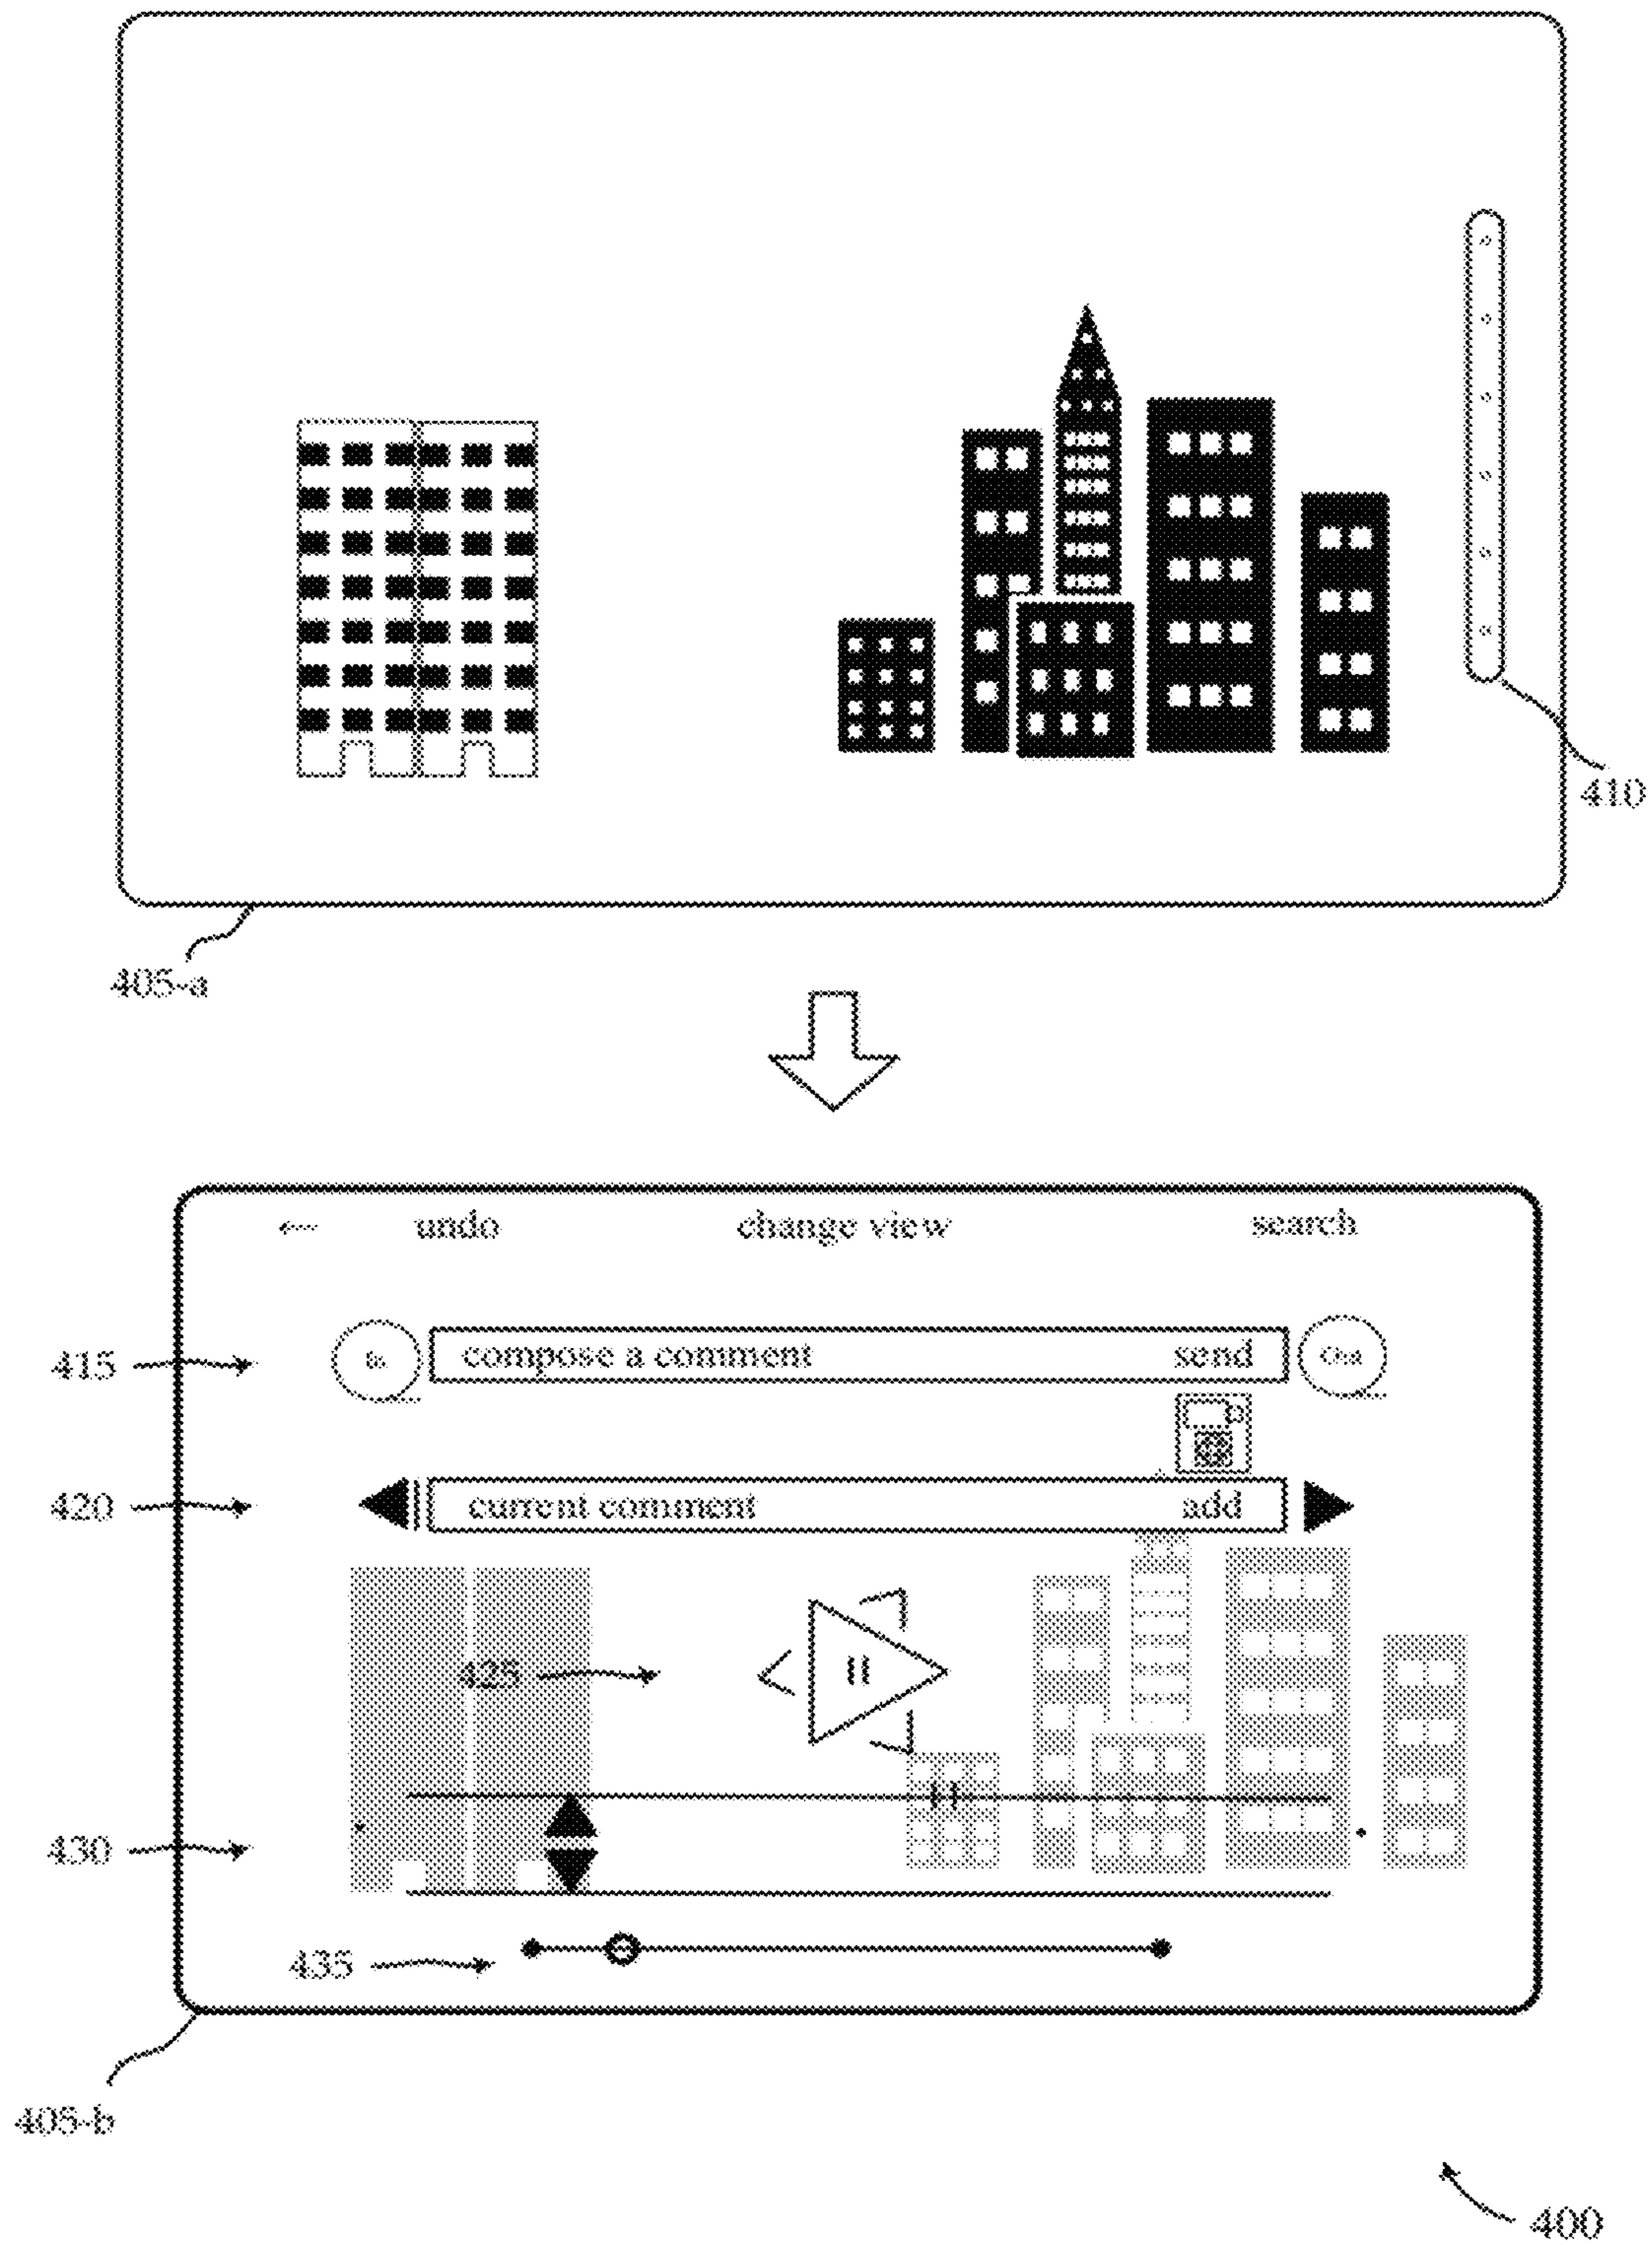 410
405-a
← undo change view search
415 compose a comment send
420 current comment add
425
430
435
405-b
400